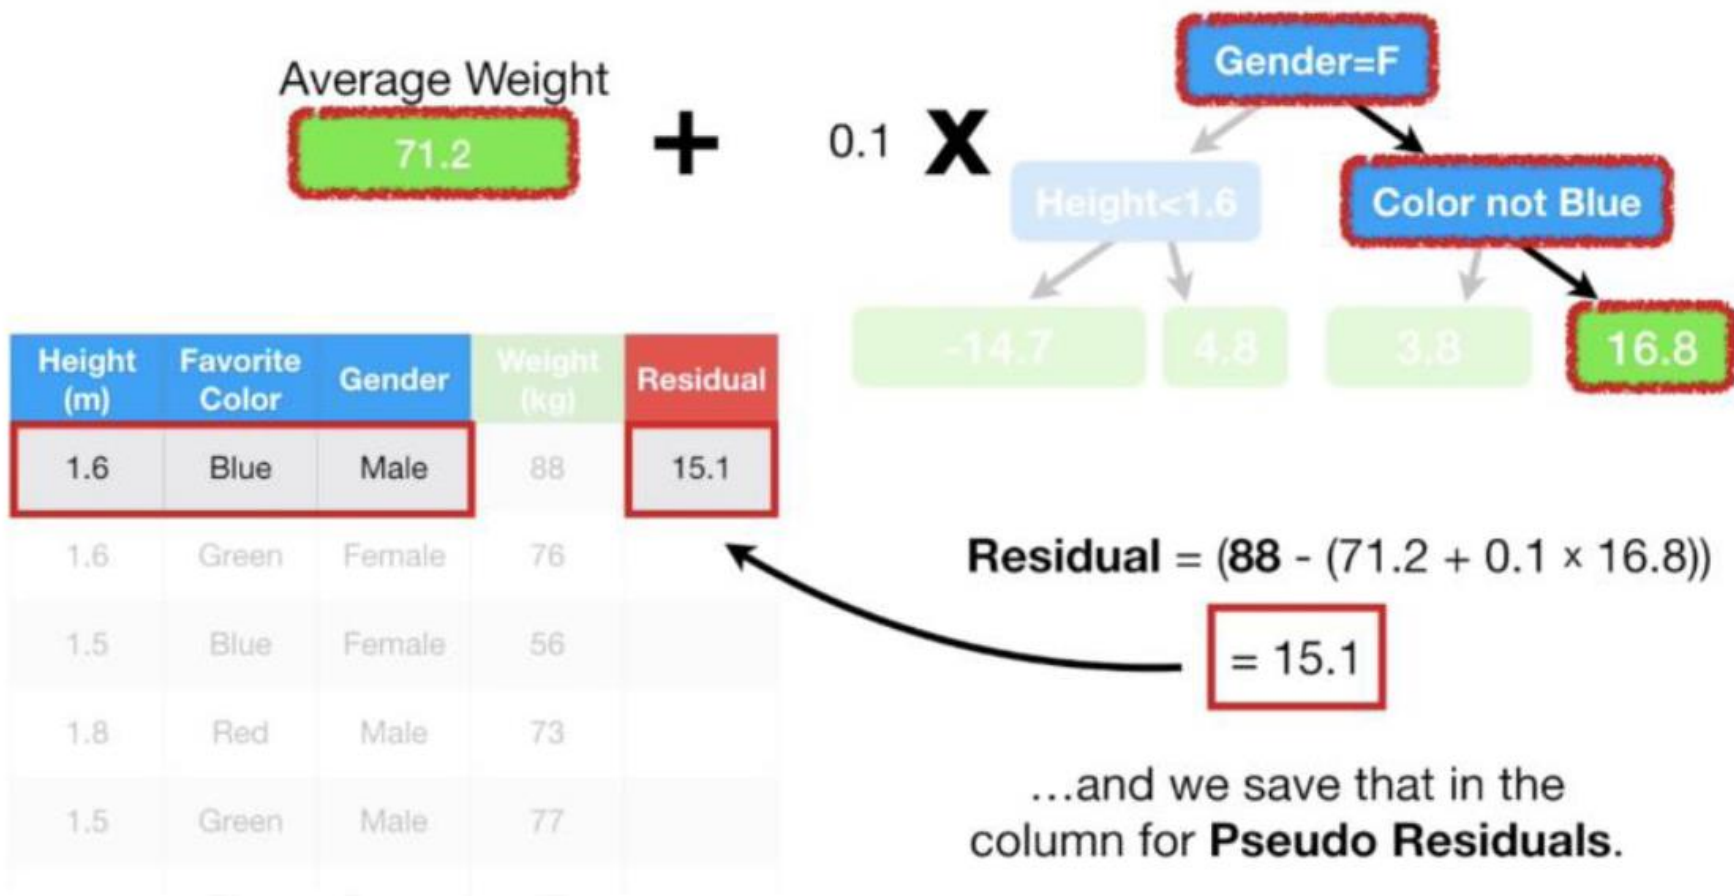 Average Weight
71.2
+
0.1 X
Gender=F
Height<1.6
Color not Blue
-14.7
4.8
3.8
16.8
Height (m) Favorite Color Gender Weight (kg) Residual
1.6 Blue Male 88 15.1
1.6 Green Female 76
1.5 Blue Female 56
1.8 Red Male 73
1.5 Green Male 77
Residual = (88 - (71.2 + 0.1 × 16.8))
= 15.1
...and we save that in the
column for Pseudo Residuals.